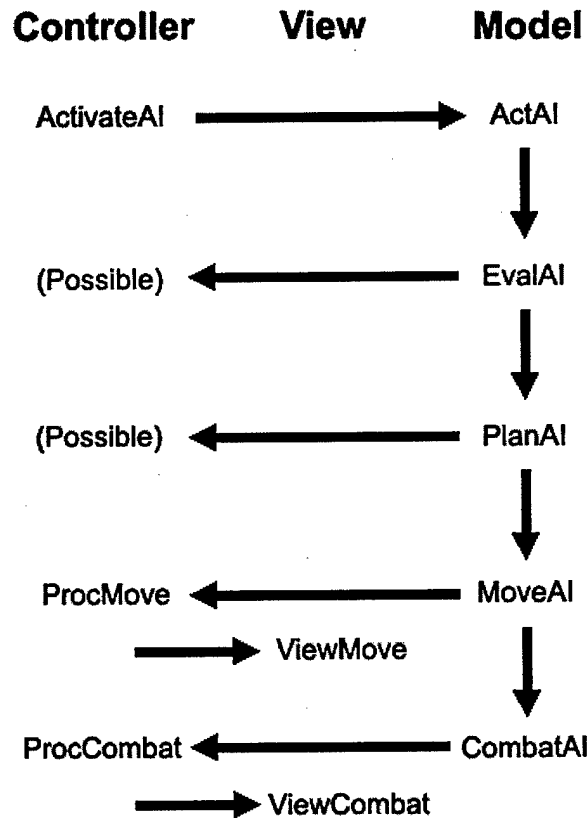 Controller View Model
ActivateAI ActAI
(Possible) EvalAI
(Possible) PlanAI
ProcMove MoveAI
ViewMove
ProcCombat CombatAI
ViewCombat